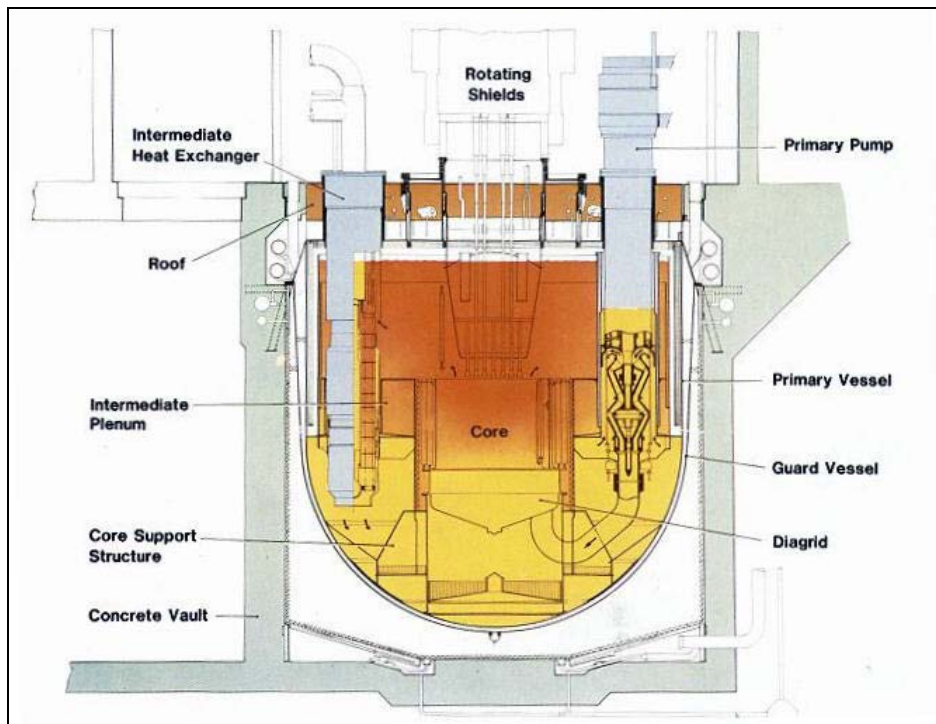 Rotating
Shields
Intermediate
Heat Exchanger
Primary Pump
Roof
Primary Vessel
Intermediate
Plenum
Core
Guard Vessel
Core Support
Structure
Diagrid
Concrete Vault